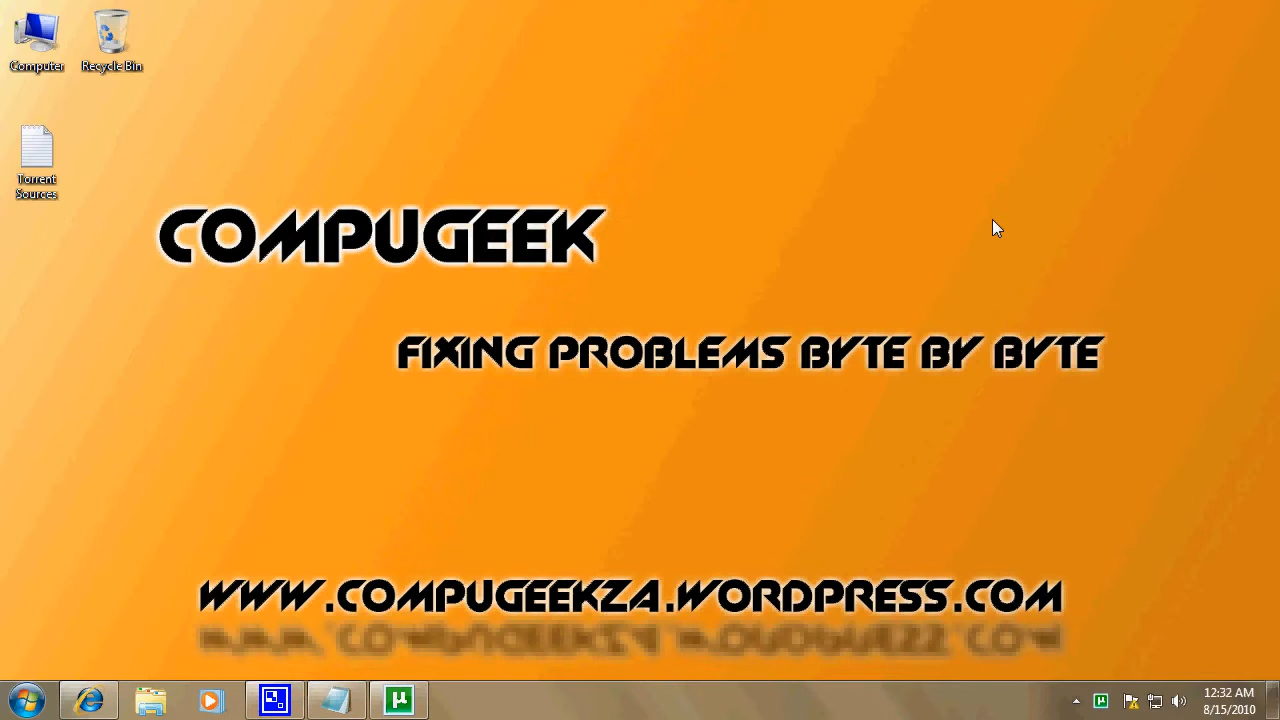 Computer
Recycle Bin
Torrent
Sources
COMPUGEEK
FIXING PROBLEMS BYTE BY BYTE
WWW.COMPUGEEKZA.WORDPRESS.COM
12:32 AM
8/15/2010